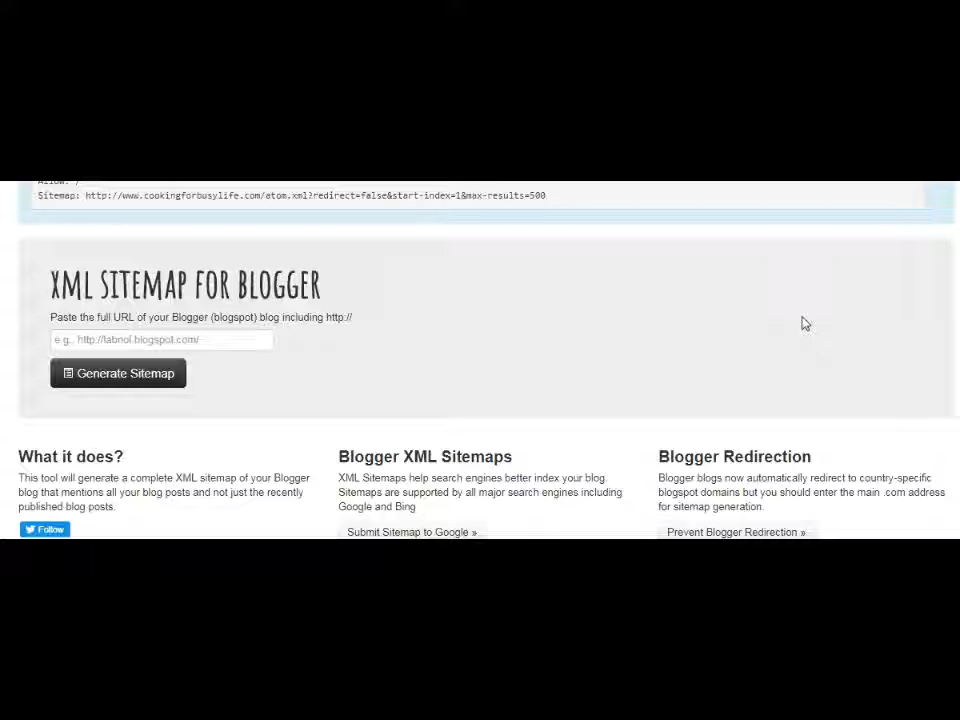 Allow: /
Sitemap: http://www.cookingforbusylife.com/atom.xml?redirect=false&start-index=1&max-results=500
XML SITEMAP FOR BLOGGER
Paste the full URL of your Blogger (blogspot) blog including http://
e.g., http://labnol.blogspot.com/
Generate Sitemap
What it does?
This tool will generate a complete XML sitemap of your Blogger
blog that mentions all your blog posts and not just the recently
published blog posts.
Follow
Blogger XML Sitemaps
XML Sitemaps help search engines better index your blog.
Sitemaps are supported by all major search engines including
Google and Bing
Submit Sitemap to Google »
Blogger Redirection
Blogger blogs now automatically redirect to country-specific
blogspot domains but you should enter the main .com address
for sitemap generation.
Prevent Blogger Redirection »